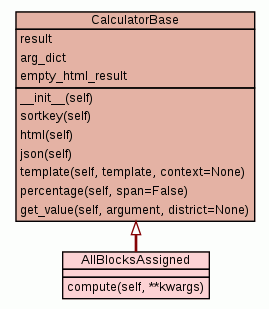 CalculatorBase
result
arg_dict
empty_html_result
__init__(self)
sortkey(self)
html(self)
json(self)
template(self, template, context=None)
percentage(self, span=False)
get_value(self, argument, district=None)
AllBlocksAssigned
compute(self, **kwargs)